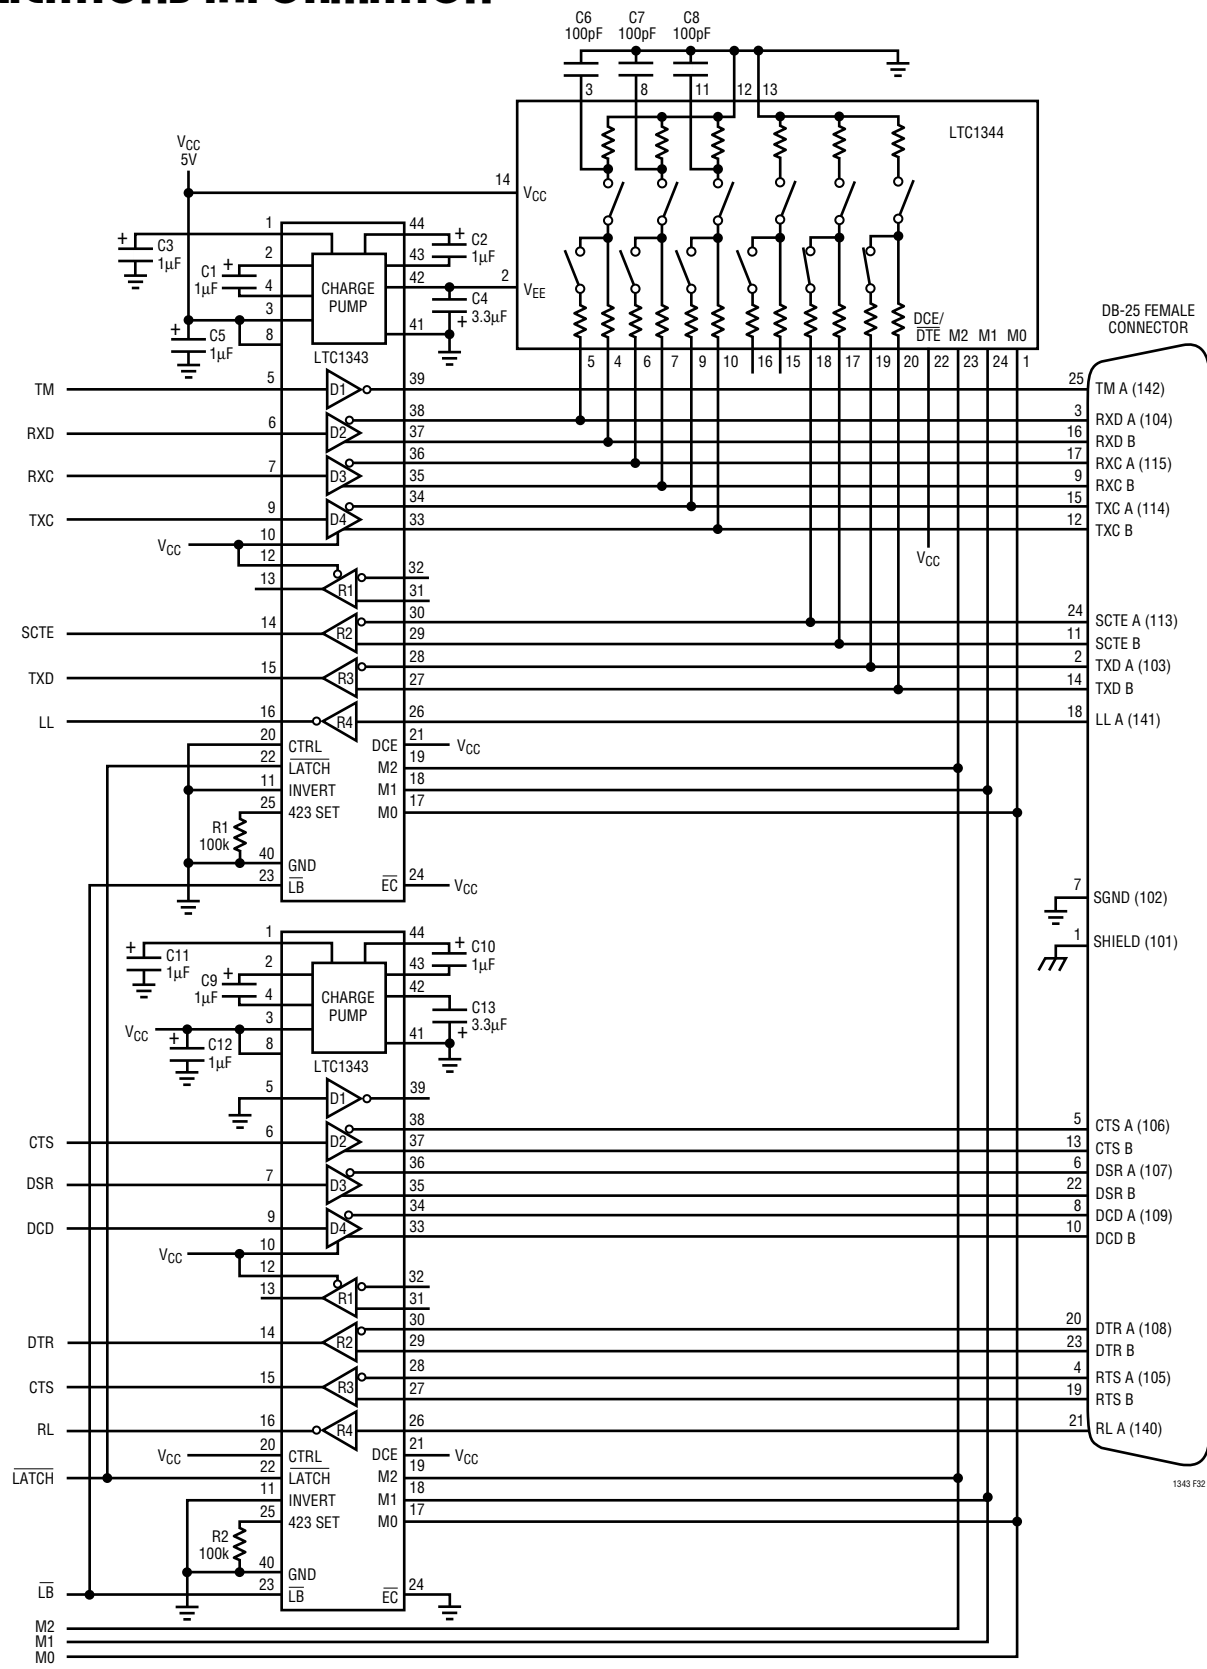 C6 C7 C8
100pF 100pF 100pF
3 8 11 12 13
LTC1344
VCC
5V
14 VCC
1 44
+ C3 1µF
+ C2 1µF
2 43
C1 + 1µF
4 42 2 VEE
CHARGE
PUMP
C4 3.3µF +
3
+ C5 1µF
8 41
LTC1343
DCE/
DTE M2 M1 M0
5 4 6 7 9 10 16 15 18 17 19 20 22 23 24 1
DB-25 FEMALE
CONNECTOR
TM 5 D1 39 25 TM A (142)
38 3 RXD A (104)
RXD 6 D2 37 16 RXD B
36 17 RXC A (115)
RXC 7 D3 35 9 RXC B
34 15 TXC A (114)
TXC 9 D4 33 12 TXC B
VCC 10
12 32
VCC
13 R1 31
30 24 SCTE A (113)
SCTE 14 R2 29 11 SCTE B
28 2 TXD A (103)
TXD 15 R3 27 14 TXD B
LL 16 R4 26 18 LL A (141)
20 CTRL DCE 21 VCC
22 LATCH M2 19
11 INVERT M1 18
25 423 SET M0 17
R1
100k
40 GND
23 LB EC 24 VCC
7 SGND (102)
1 SHIELD (101)
1 44
+ C11 1µF
+ C10 1µF
2 43
C9 + 1µF
4 42
CHARGE
PUMP
C13 3.3µF +
VCC 3
+ C12 1µF
8 41
LTC1343
5 D1 39
38 5 CTS A (106)
CTS 6 D2 37 13 CTS B
36 6 DSR A (107)
DSR 7 D3 35 22 DSR B
34 8 DCD A (109)
DCD 9 D4 33 10 DCD B
VCC 10
12 32
13 R1 31
30 20 DTR A (108)
DTR 14 R2 29 23 DTR B
28 4 RTS A (105)
CTS 15 R3 27 19 RTS B
RL 16 R4 26 21 RL A (140)
VCC 20 CTRL DCE 21 VCC
LATCH 22 LATCH M2 19
1343 F32
11 INVERT M1 18
25 423 SET M0 17
R2
100k
40 GND
LB 23 LB EC 24
M2
M1
M0